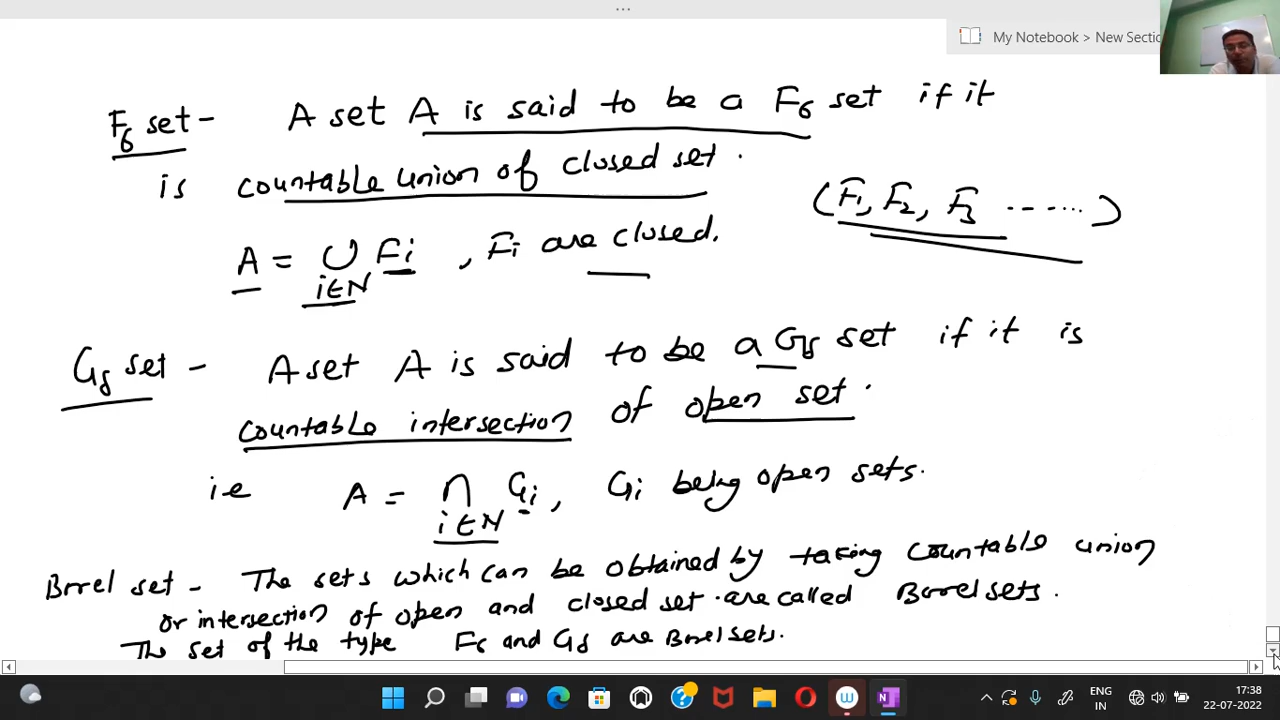 My Notebook > New Sectio
Fσ set - A set A is said to be a Fσ set if it
is countable union of closed set.
(F1, F2, F3 ........)
A = ∪ Fi, Fi are closed.
i∈N
Gδ set - A set A is said to be a Gδ set if it is
countable intersection of open set.
ie A = ∩ Gi, Gi being open sets.
i∈N
Borel set - The sets which can be obtained by taking countable union
or intersection of open and closed set are called Borel sets.
The set of the type Fσ and Gδ are Borel sets.
ENG
IN
17:38
22-07-2022